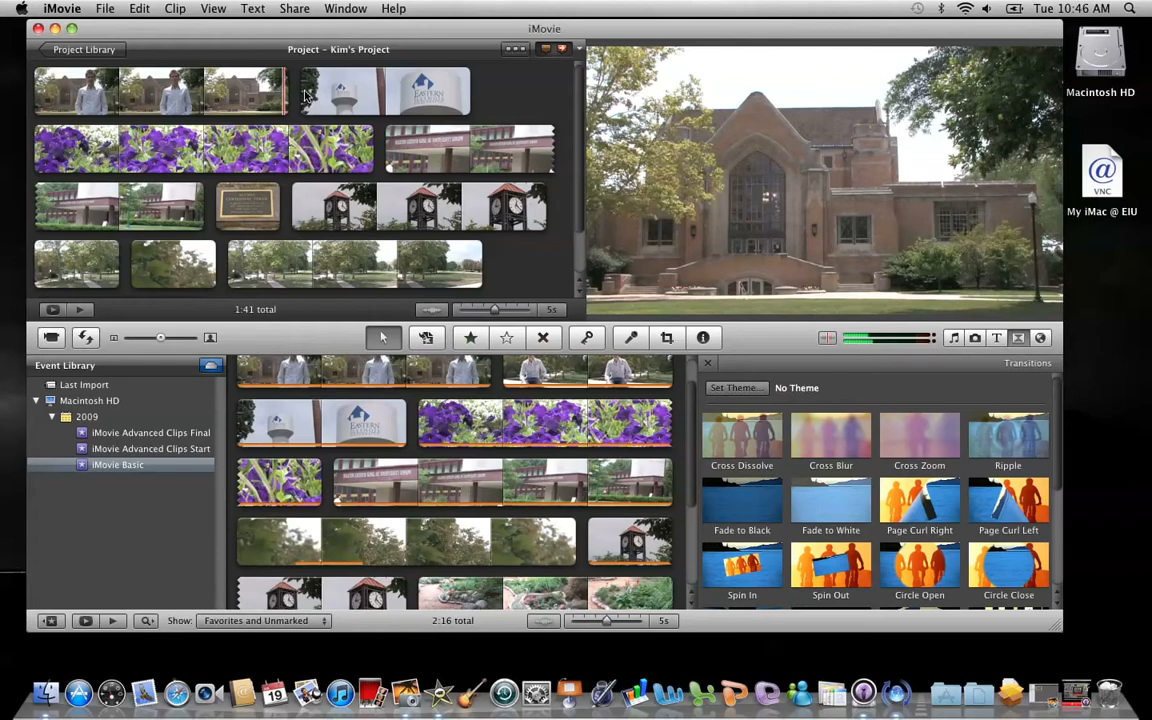 iMovie File Edit Clip View Text Share Window Help Tue 10:46 AM
iMovie
Project Library Project – Kim's Project
Macintosh HD
EASTERN
@
VNC
My iMac @ EIU
1:41 total 5s
Event Library
Last Import
Macintosh HD
2009
iMovie Advanced Clips Final
iMovie Advanced Clips Start
iMovie Basic
EASTERN
Transitions
Set Theme... No Theme
Cross Dissolve Cross Blur Cross Zoom Ripple
Fade to Black Fade to White Page Curl Right Page Curl Left
Spin In Spin Out Circle Open Circle Close
Show: Favorites and Unmarked 2:16 total 5s